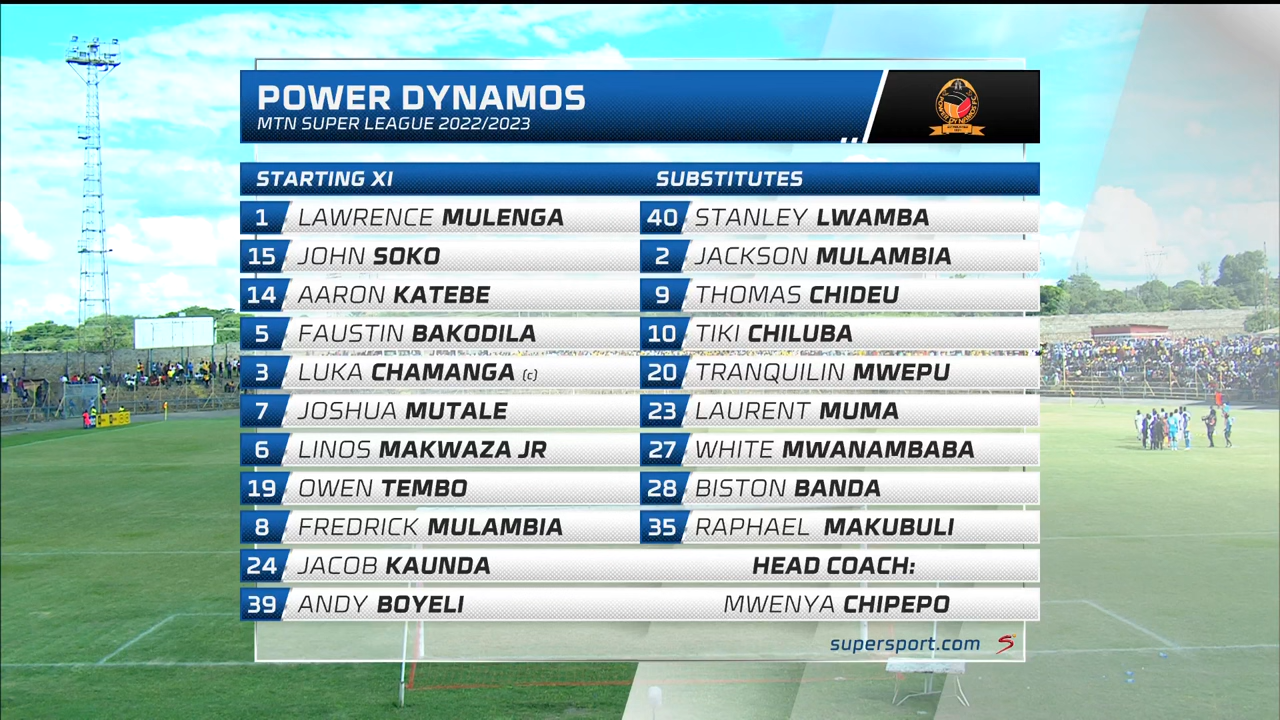 POWER DYNAMOS
MTN SUPER LEAGUE 2022/2023
STARTING XI
1 LAWRENCE MULENGA
15 JOHN SOKO
14 AARON KATEBE
5 FAUSTIN BAKODILA
3 LUKA CHAMANGA (c)
7 JOSHUA MUTALE
6 LINOS MAKWAZA JR
19 OWEN TEMBO
8 FREDRICK MULAMBIA
24 JACOB KAUNDA
39 ANDY BOYELI
SUBSTITUTES
40 STANLEY LWAMBA
2 JACKSON MULAMBIA
9 THOMAS CHIDEU
10 TIKI CHILUBA
20 TRANQUILIN MWEPU
23 LAURENT MUMA
27 WHITE MWANAMBABA
28 BISTON BANDA
35 RAPHAEL MAKUBULI
HEAD COACH:
MWENYA CHIPEPO
supersport.com